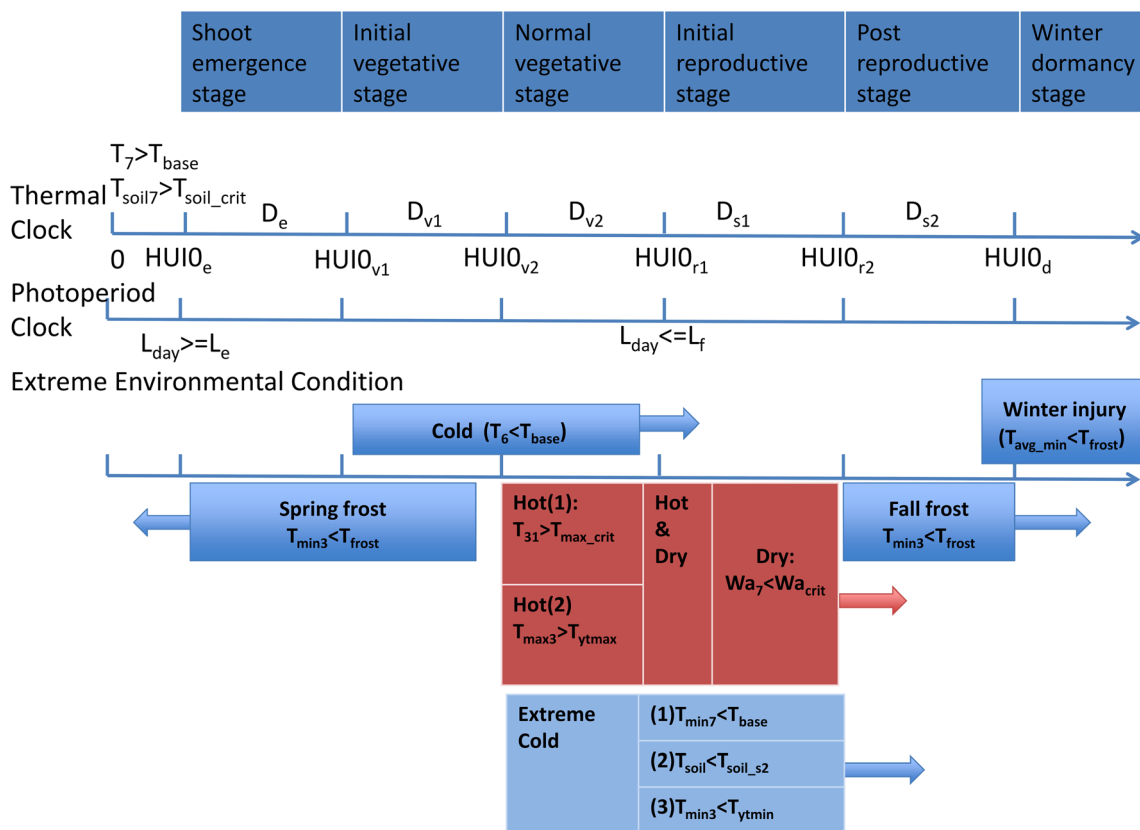 Shoot
emergence
stage
Initial
vegetative
stage
Normal
vegetative
stage
Initial
reproductive
stage
Post
reproductive
stage
Winter
dormancy
stage
T7>Tbase
Tsoil7>Tsoil_crit
Thermal
Clock
De
Dv1
Dv2
Ds1
Ds2
0
HUI0e
HUI0v1
HUI0v2
HUI0r1
HUI0r2
HUI0d
Photoperiod
Clock
Lday>=Le
Lday<=Lf
Extreme Environmental Condition
Cold (T6<Tbase)
Winter injury
(Tavg_min<Tfrost)
Spring frost
Tmin3<Tfrost
Hot(1):
T31>Tmax_crit
Hot(2)
Tmax3>Tytmax
Hot
&
Dry
Dry:
Wa7<Wacrit
Fall frost
Tmin3<Tfrost
Extreme
Cold
(1)Tmin7<Tbase
(2)Tsoil<Tsoil_s2
(3)Tmin3<Tytmin